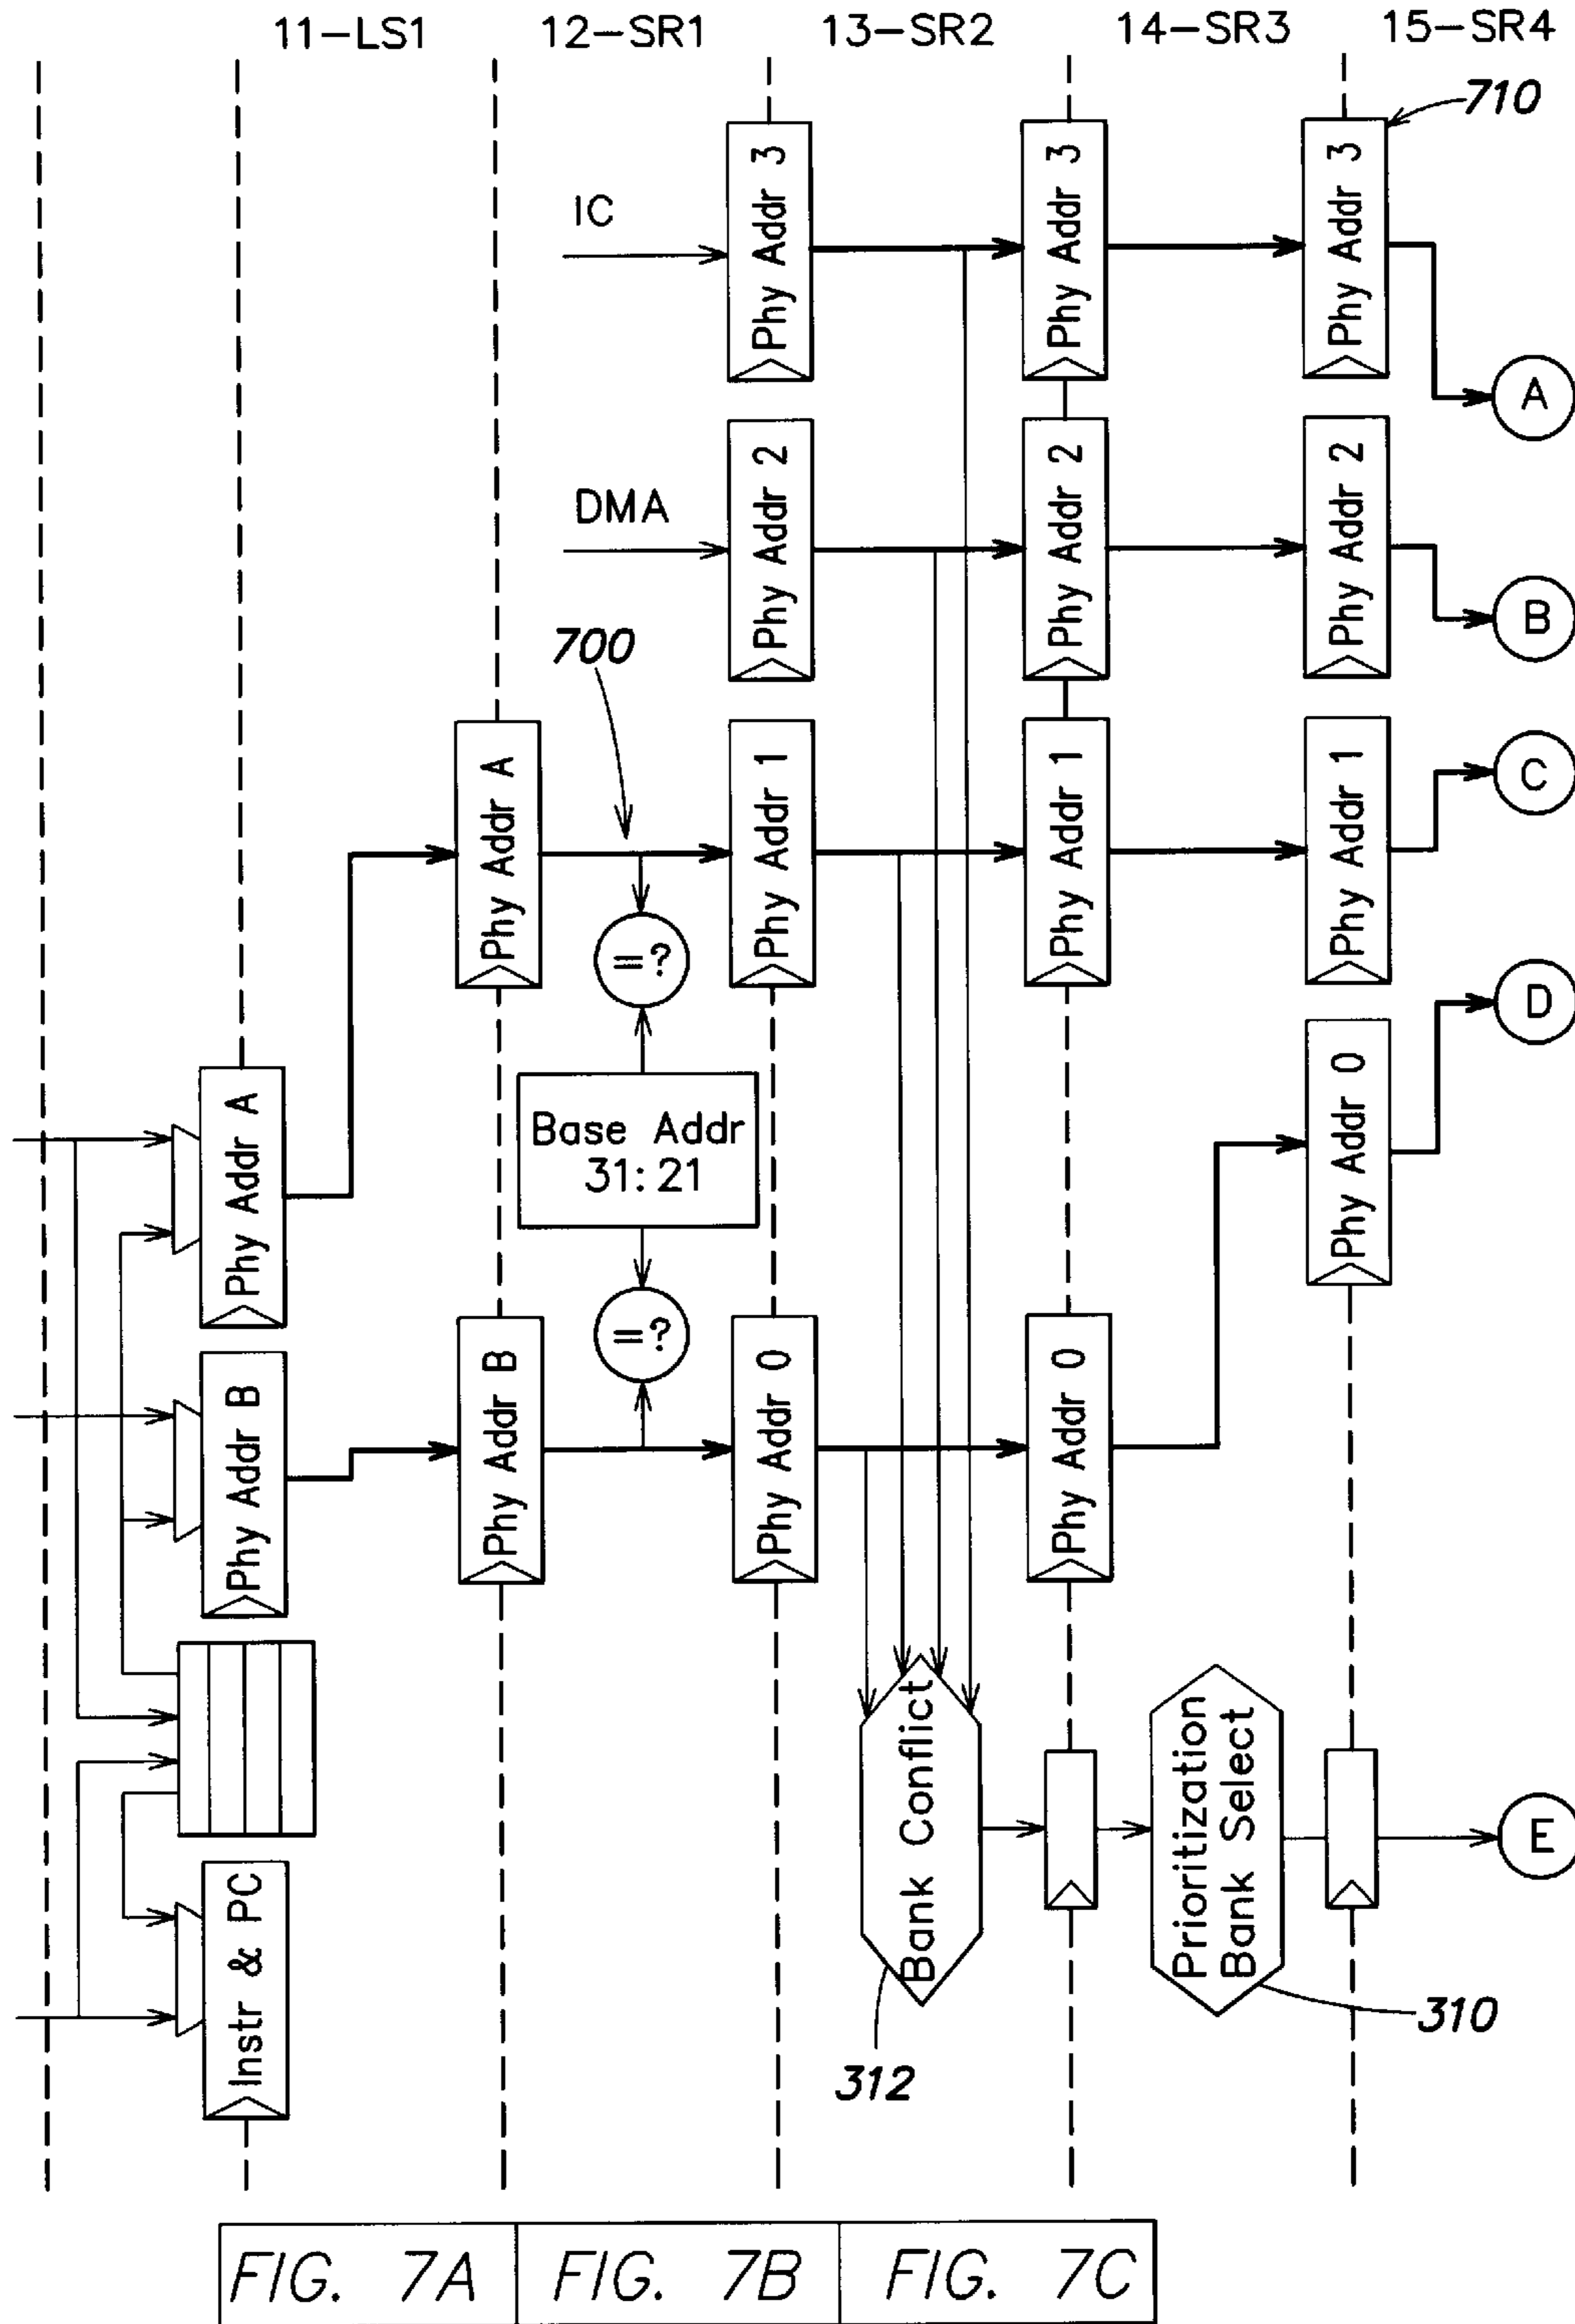 11-LS1 12-SR1 13-SR2 14-SR3 15-SR4
710
IC
Phy Addr 3
Phy Addr 3
Phy Addr 3
A
DMA
Phy Addr 2
Phy Addr 2
Phy Addr 2
B
700
Phy Addr A
Phy Addr 1
Phy Addr 1
Phy Addr 1
C
=?
D
Phy Addr A
Base Addr
31:21
Phy Addr 0
=?
Phy Addr B
Phy Addr B
Phy Addr 0
Phy Addr 0
Bank Conflict
Prioritization
Bank Select
E
Instr & PC
312
310
FIG. 7A FIG. 7B FIG. 7C